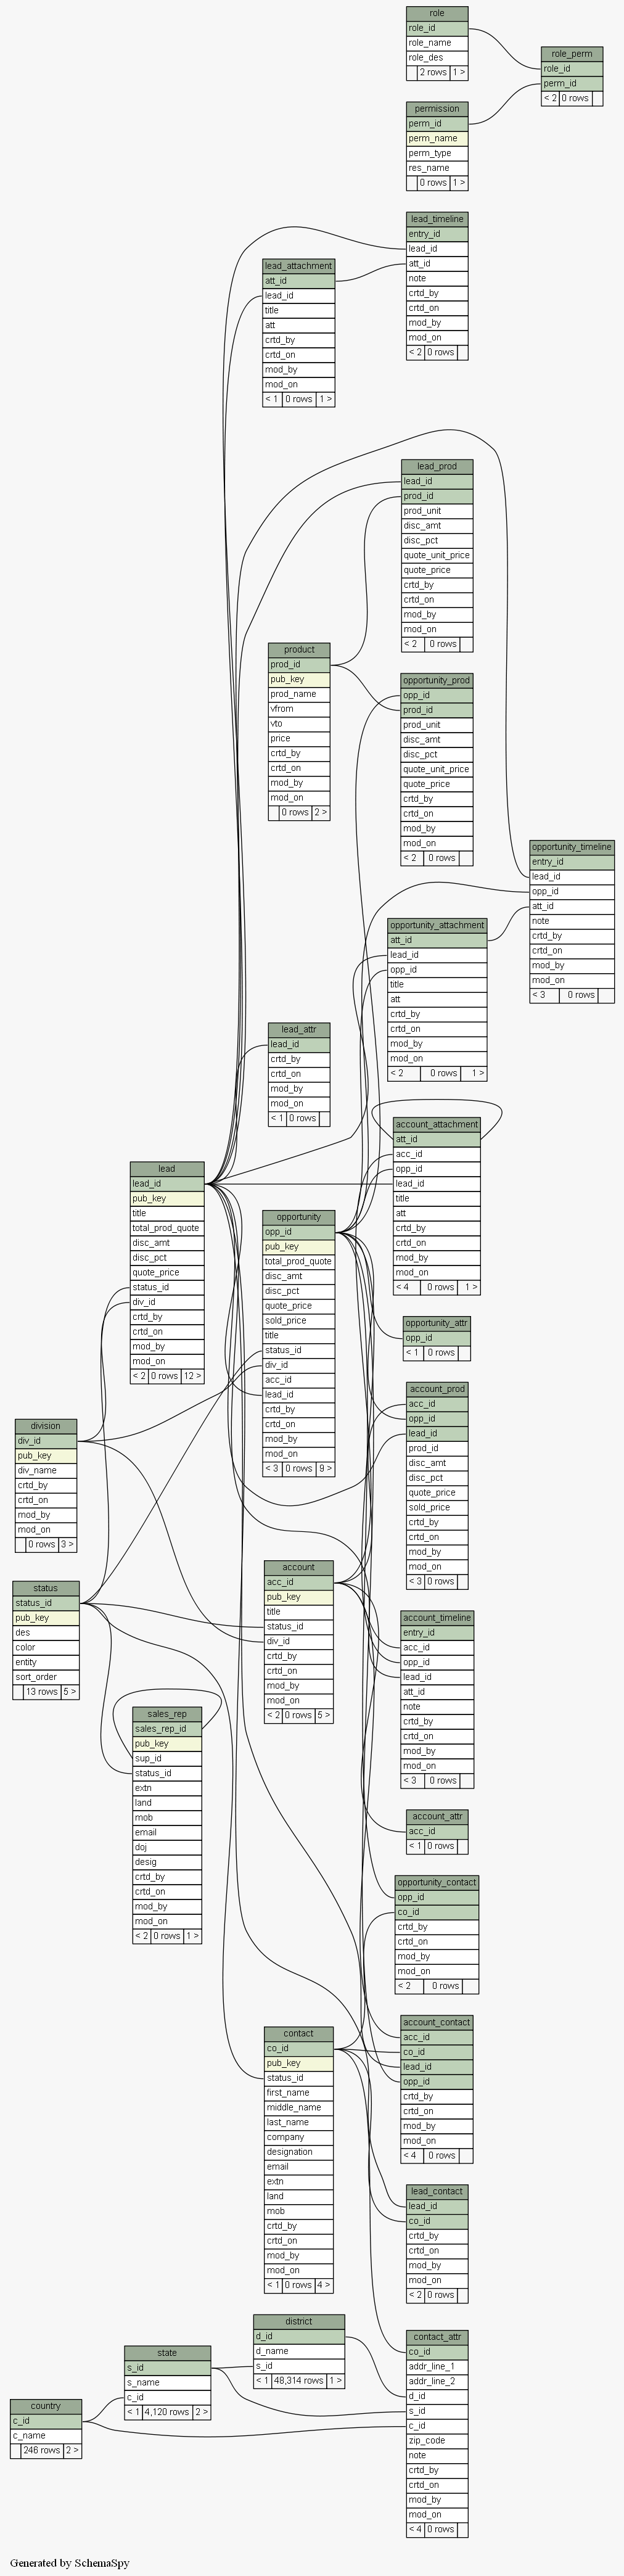 role
role_id
role_name
role_des
2 rows 1 >
role_perm
role_id
perm_id
< 2 0 rows
permission
perm_id
perm_name
perm_type
res_name
0 rows 1 >
lead_timeline
entry_id
lead_id
att_id
note
crtd_by
crtd_on
mod_by
mod_on
< 2 0 rows
lead_attachment
att_id
lead_id
title
att
crtd_by
crtd_on
mod_by
mod_on
< 1 0 rows 1 >
lead_prod
lead_id
prod_id
prod_unit
disc_amt
disc_pct
quote_unit_price
quote_price
crtd_by
crtd_on
mod_by
mod_on
< 2 0 rows
product
prod_id
pub_key
prod_name
vfrom
vto
price
crtd_by
crtd_on
mod_by
mod_on
0 rows 2 >
opportunity_prod
opp_id
prod_id
prod_unit
disc_amt
disc_pct
quote_unit_price
quote_price
crtd_by
crtd_on
mod_by
mod_on
< 2 0 rows
opportunity_timeline
entry_id
lead_id
opp_id
att_id
note
crtd_by
crtd_on
mod_by
mod_on
< 3 0 rows
opportunity_attachment
att_id
lead_id
opp_id
title
att
crtd_by
crtd_on
mod_by
mod_on
< 2 0 rows 1 >
lead_attr
lead_id
crtd_by
crtd_on
mod_by
mod_on
< 1 0 rows
account_attachment
att_id
acc_id
opp_id
lead_id
title
att
crtd_by
crtd_on
mod_by
mod_on
< 4 0 rows 1 >
lead
lead_id
pub_key
title
total_prod_quote
disc_amt
disc_pct
quote_price
status_id
div_id
crtd_by
crtd_on
mod_by
mod_on
< 2 0 rows 12 >
opportunity
opp_id
pub_key
total_prod_quote
disc_amt
disc_pct
quote_price
sold_price
title
status_id
div_id
acc_id
lead_id
crtd_by
crtd_on
mod_by
mod_on
< 3 0 rows 9 >
opportunity_attr
opp_id
< 1 0 rows
account_prod
acc_id
opp_id
lead_id
prod_id
disc_amt
disc_pct
quote_price
sold_price
crtd_by
crtd_on
mod_by
mod_on
< 3 0 rows
division
div_id
pub_key
div_name
crtd_by
crtd_on
mod_by
mod_on
0 rows 3 >
status
status_id
pub_key
des
color
entity
sort_order
13 rows 5 >
account
acc_id
pub_key
title
status_id
div_id
crtd_by
crtd_on
mod_by
mod_on
< 2 0 rows 5 >
account_timeline
entry_id
acc_id
opp_id
lead_id
att_id
note
crtd_by
crtd_on
mod_by
mod_on
< 3 0 rows
sales_rep
sales_rep_id
pub_key
sup_id
status_id
extn
land
mob
email
doj
desig
crtd_by
crtd_on
mod_by
mod_on
< 2 0 rows 1 >
account_attr
acc_id
< 1 0 rows
opportunity_contact
opp_id
co_id
crtd_by
crtd_on
mod_by
mod_on
< 2 0 rows
account_contact
acc_id
co_id
lead_id
opp_id
crtd_by
crtd_on
mod_by
mod_on
< 4 0 rows
contact
co_id
pub_key
status_id
first_name
middle_name
last_name
company
designation
email
extn
land
mob
crtd_by
crtd_on
mod_by
mod_on
< 1 0 rows 4 >
lead_contact
lead_id
co_id
crtd_by
crtd_on
mod_by
mod_on
< 2 0 rows
district
d_id
d_name
s_id
< 1 48,314 rows 1 >
contact_attr
co_id
addr_line_1
addr_line_2
d_id
s_id
c_id
zip_code
note
crtd_by
crtd_on
mod_by
mod_on
< 4 0 rows
state
s_id
s_name
c_id
< 1 4,120 rows 2 >
country
c_id
c_name
246 rows 2 >
Generated by SchemaSpy